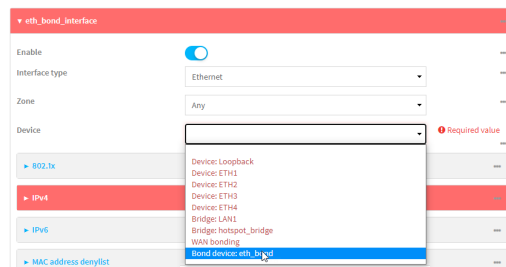 eth_bond_interface
Enable
Interface type
Ethernet
Zone
Any
Device
Required value
Device: Loopback
Device: ETH1
Device: ETH2
Device: ETH3
Device: ETH4
Bridge: LAN1
Bridge: hotspot_bridge
WAN bonding
Bond device: eth_bond
802.1x
IPv4
IPv6
MAC address denylist